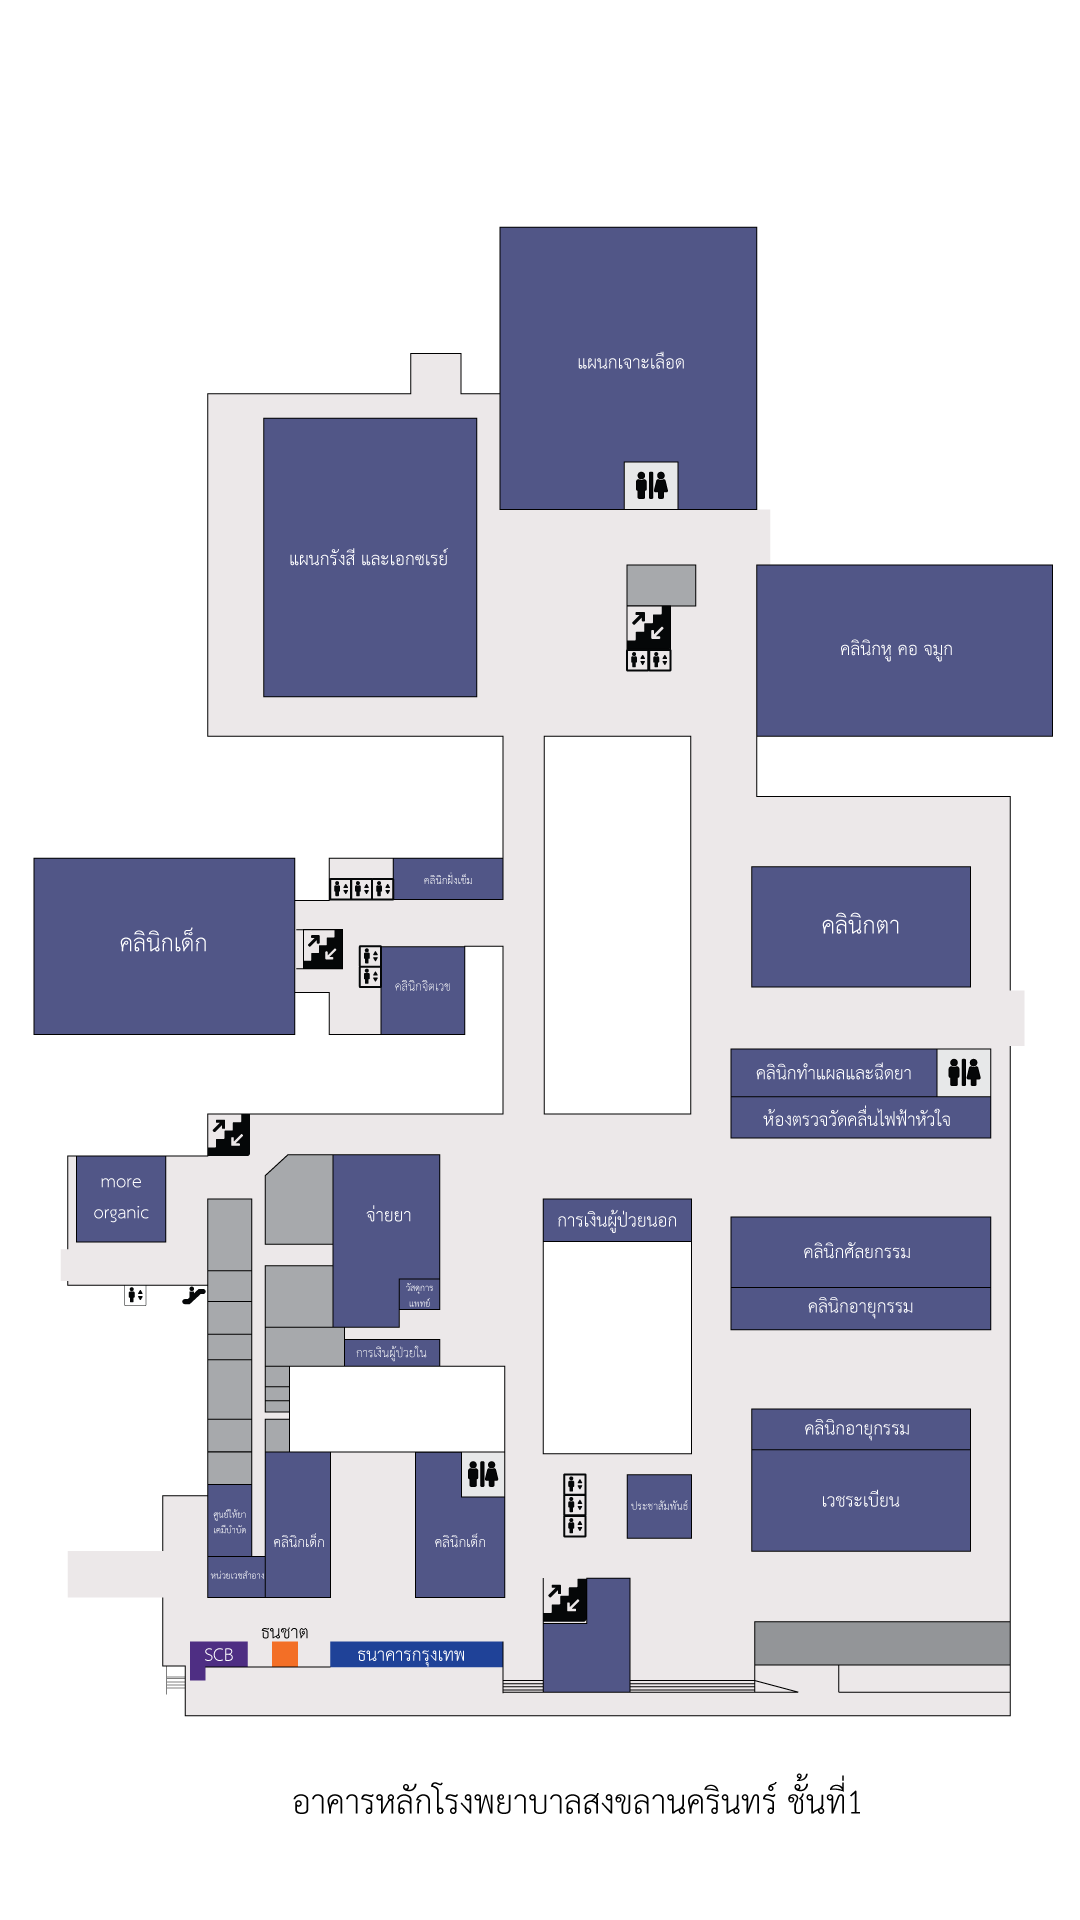 แผนกเจาะเลือด
แผนกรังสี และเอกซเรย์
คลินิกหู คอ จมูก
คลินิกฝังเข็ม
คลินิกเด็ก
คลินิกตา
คลินิกจิตเวช
คลินิกทำแผลและฉีดยา
ห้องตรวจวัดคลื่นไฟฟ้าหัวใจ
more
organic
จ่ายยา
การเงินผู้ป่วยนอก
คลินิกศัลยกรรม
วัสดุการ
แพทย์
คลินิกอายุกรรม
การเงินผู้ป่วยใน
คลินิกอายุกรรม
เวชระเบียน
ประชาสัมพันธ์
ศูนย์ให้ยา
เคมีบำบัด
คลินิกเด็ก
คลินิกเด็ก
หน่วยเวชสำอาง
ธนชาต
SCB
ธนาคารกรุงเทพ
อาคารหลักโรงพยาบาลสงขลานครินทร์ ชั้นที่1